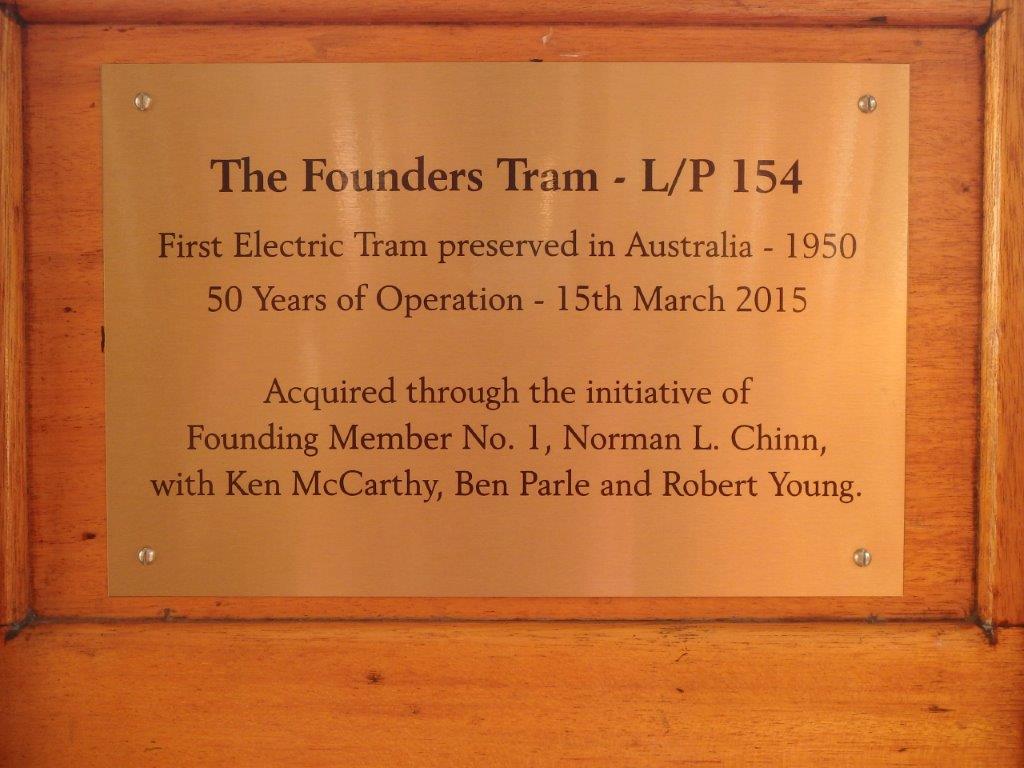 The Founders Tram - L/P 154
First Electric Tram preserved in Australia - 1950
50 Years of Operation - 15th March 2015
Acquired through the initiative of
Founding Member No. 1, Norman L. Chinn,
with Ken McCarthy, Ben Parle and Robert Young.